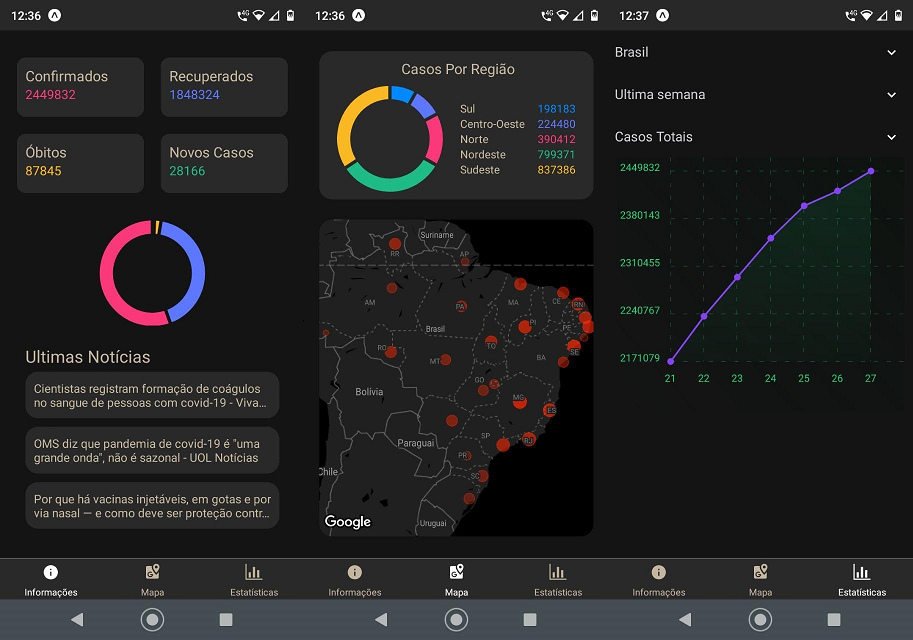 12:36
4G
Confirmados
2449832
Recuperados
1848324
Óbitos
87845
Novos Casos
28166
Ultimas Notícias
Cientistas registram formação de coágulos
no sangue de pessoas com covid-19 - Viva...
OMS diz que pandemia de covid-19 é "uma
grande onda", não é sazonal - UOL Notícias
Por que há vacinas injetáveis, em gotas e por
via nasal — e como deve ser proteção contr...
Informações
Mapa
Estatísticas
12:36
4G
Casos Por Região
Sul 198183
Centro-Oeste 224480
Norte 390412
Nordeste 799371
Sudeste 837386
Suriname
RR
AP
AM
PA
MA
CE
RN
Brasil
PI
PE
RO
TO
SE
MT
BA
GO
Bolívia
MG
ES
Paraguai
SP
RJ
PR
Chile
SC
Uruguai
Google
Informações
Mapa
Estatísticas
12:37
4G
Brasil
Ultima semana
Casos Totais
2449832
2380143
2310455
2240767
2171079
21 22 23 24 25 26 27
Informações
Mapa
Estatísticas